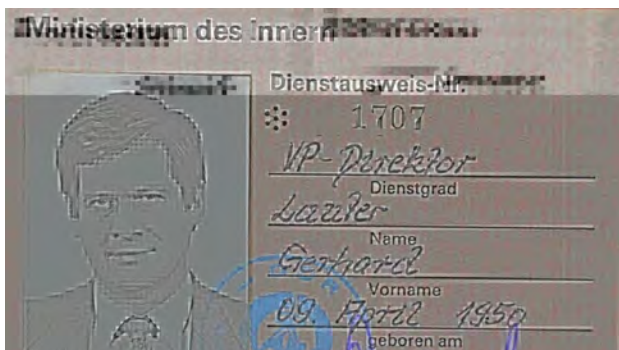 Ministerium des Innern
Dienstausweis-Nr.
1707
VP-Direktor
Dienstgrad
Lauter
Name
Gerhard
Vorname
09. April 1950
geboren am